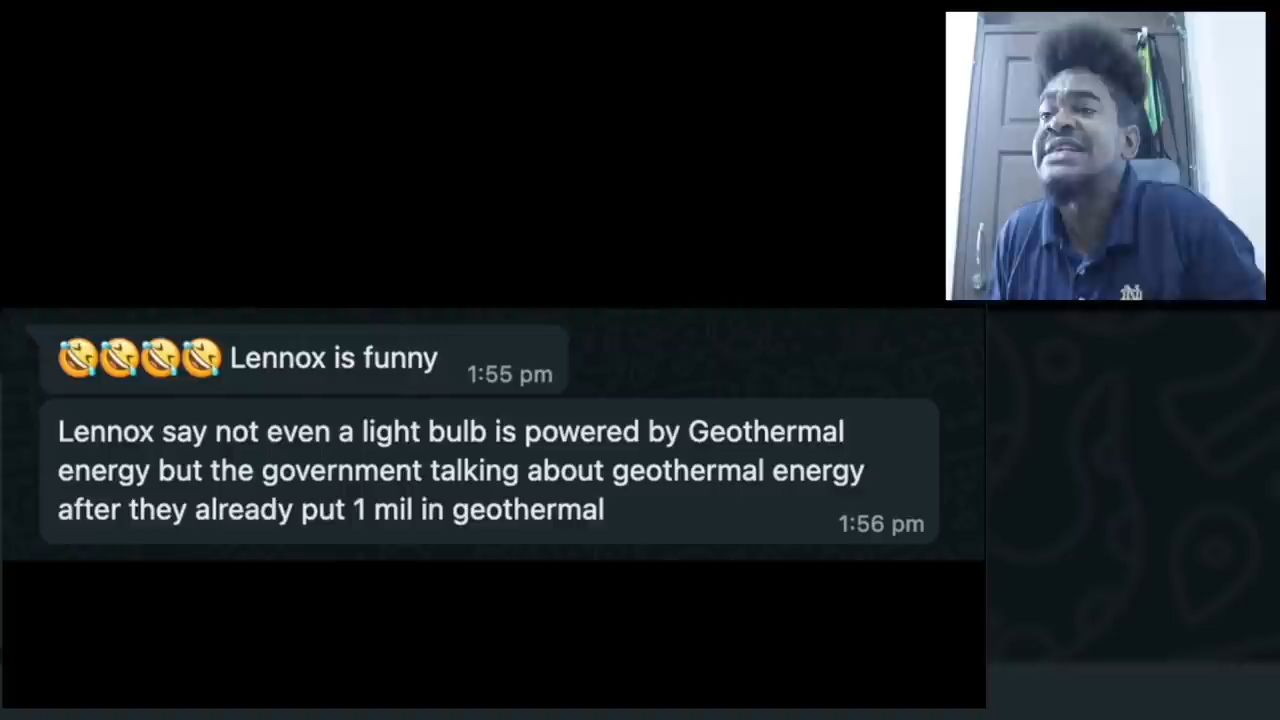 🤣🤣🤣🤣 Lennox is funny
1:55 pm
Lennox say not even a light bulb is powered by Geothermal
energy but the government talking about geothermal energy
after they already put 1 mil in geothermal
1:56 pm